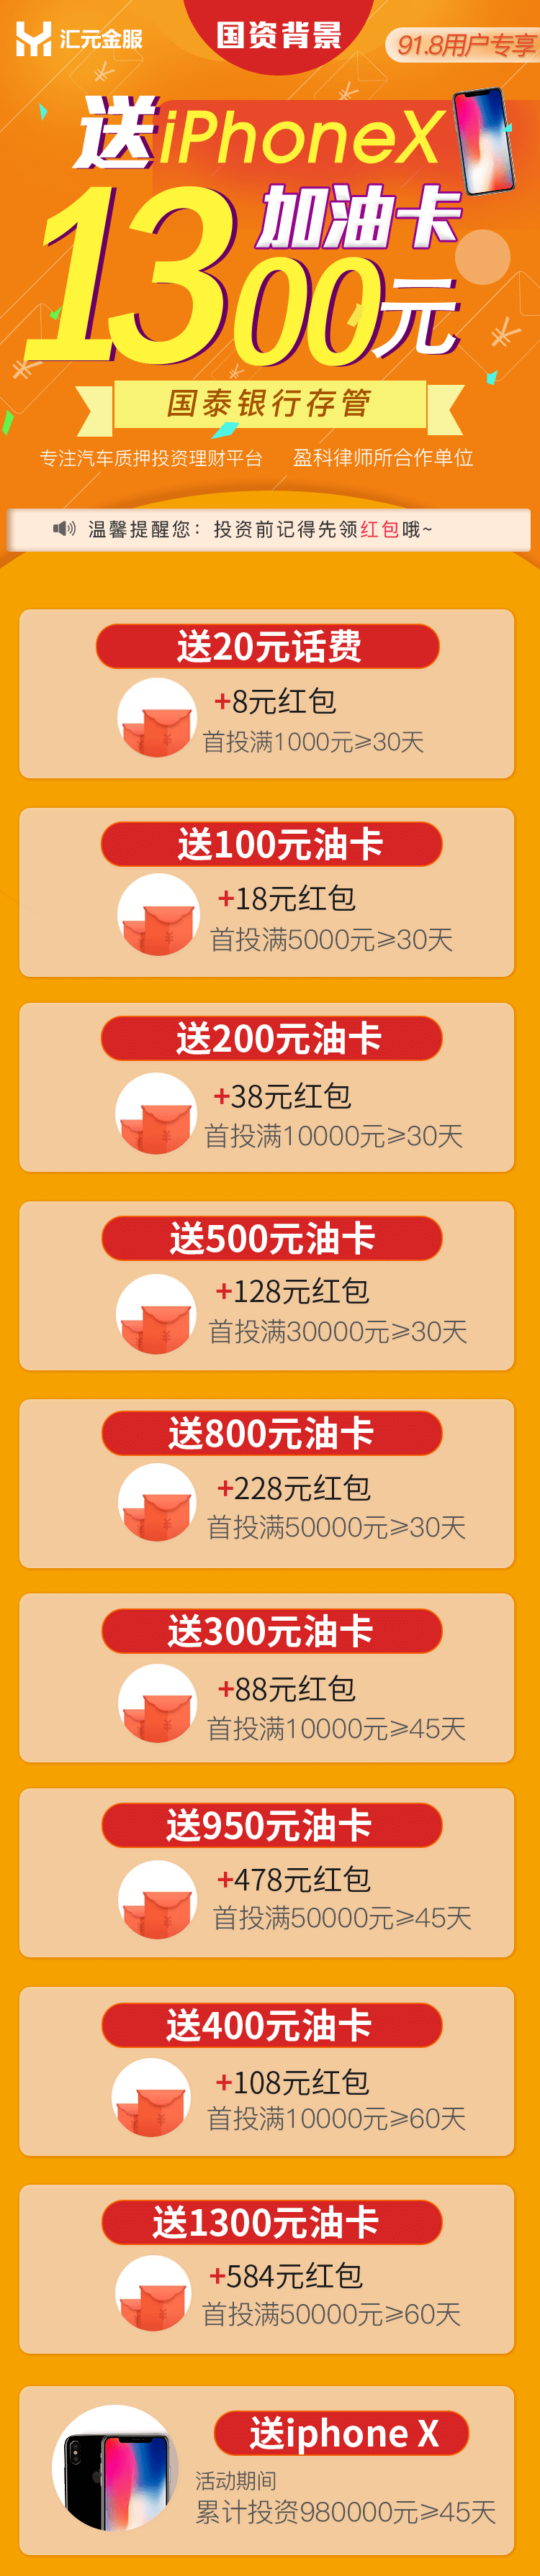 汇元金服
国资背景
91.8用户专享
送iPhoneX
加油卡
1300元
国泰银行存管
专注汽车质押投资理财平台 盈科律师所合作单位
温馨提醒您：投资前记得先领红包哦~
送20元话费
+8元红包
首投满1000元≥30天
送100元油卡
+18元红包
首投满5000元≥30天
送200元油卡
+38元红包
首投满10000元≥30天
送500元油卡
+128元红包
首投满30000元≥30天
送800元油卡
+228元红包
首投满50000元≥30天
送300元油卡
+88元红包
首投满10000元≥45天
送950元油卡
+478元红包
首投满50000元≥45天
送400元油卡
+108元红包
首投满10000元≥60天
送1300元油卡
+584元红包
首投满50000元≥60天
送iphone X
活动期间
累计投资980000元≥45天